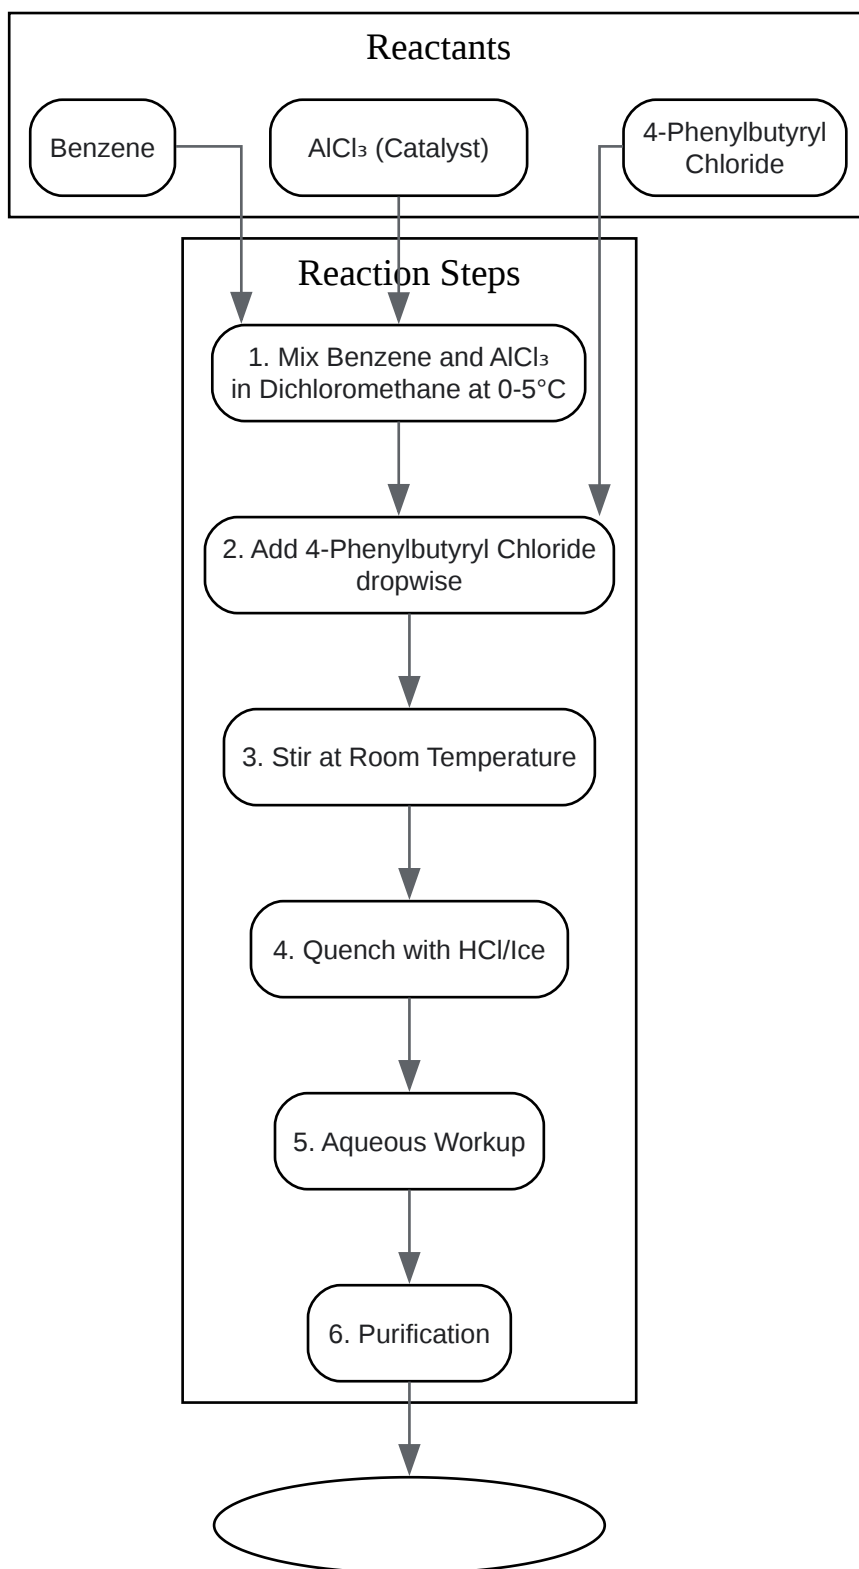 Reactants
Benzene
AlCl₃ (Catalyst)
4-Phenylbutyryl
Chloride
Reaction Steps
1. Mix Benzene and AlCl₃
in Dichloromethane at 0-5°C
2. Add 4-Phenylbutyryl Chloride
dropwise
3. Stir at Room Temperature
4. Quench with HCl/Ice
5. Aqueous Workup
6. Purification